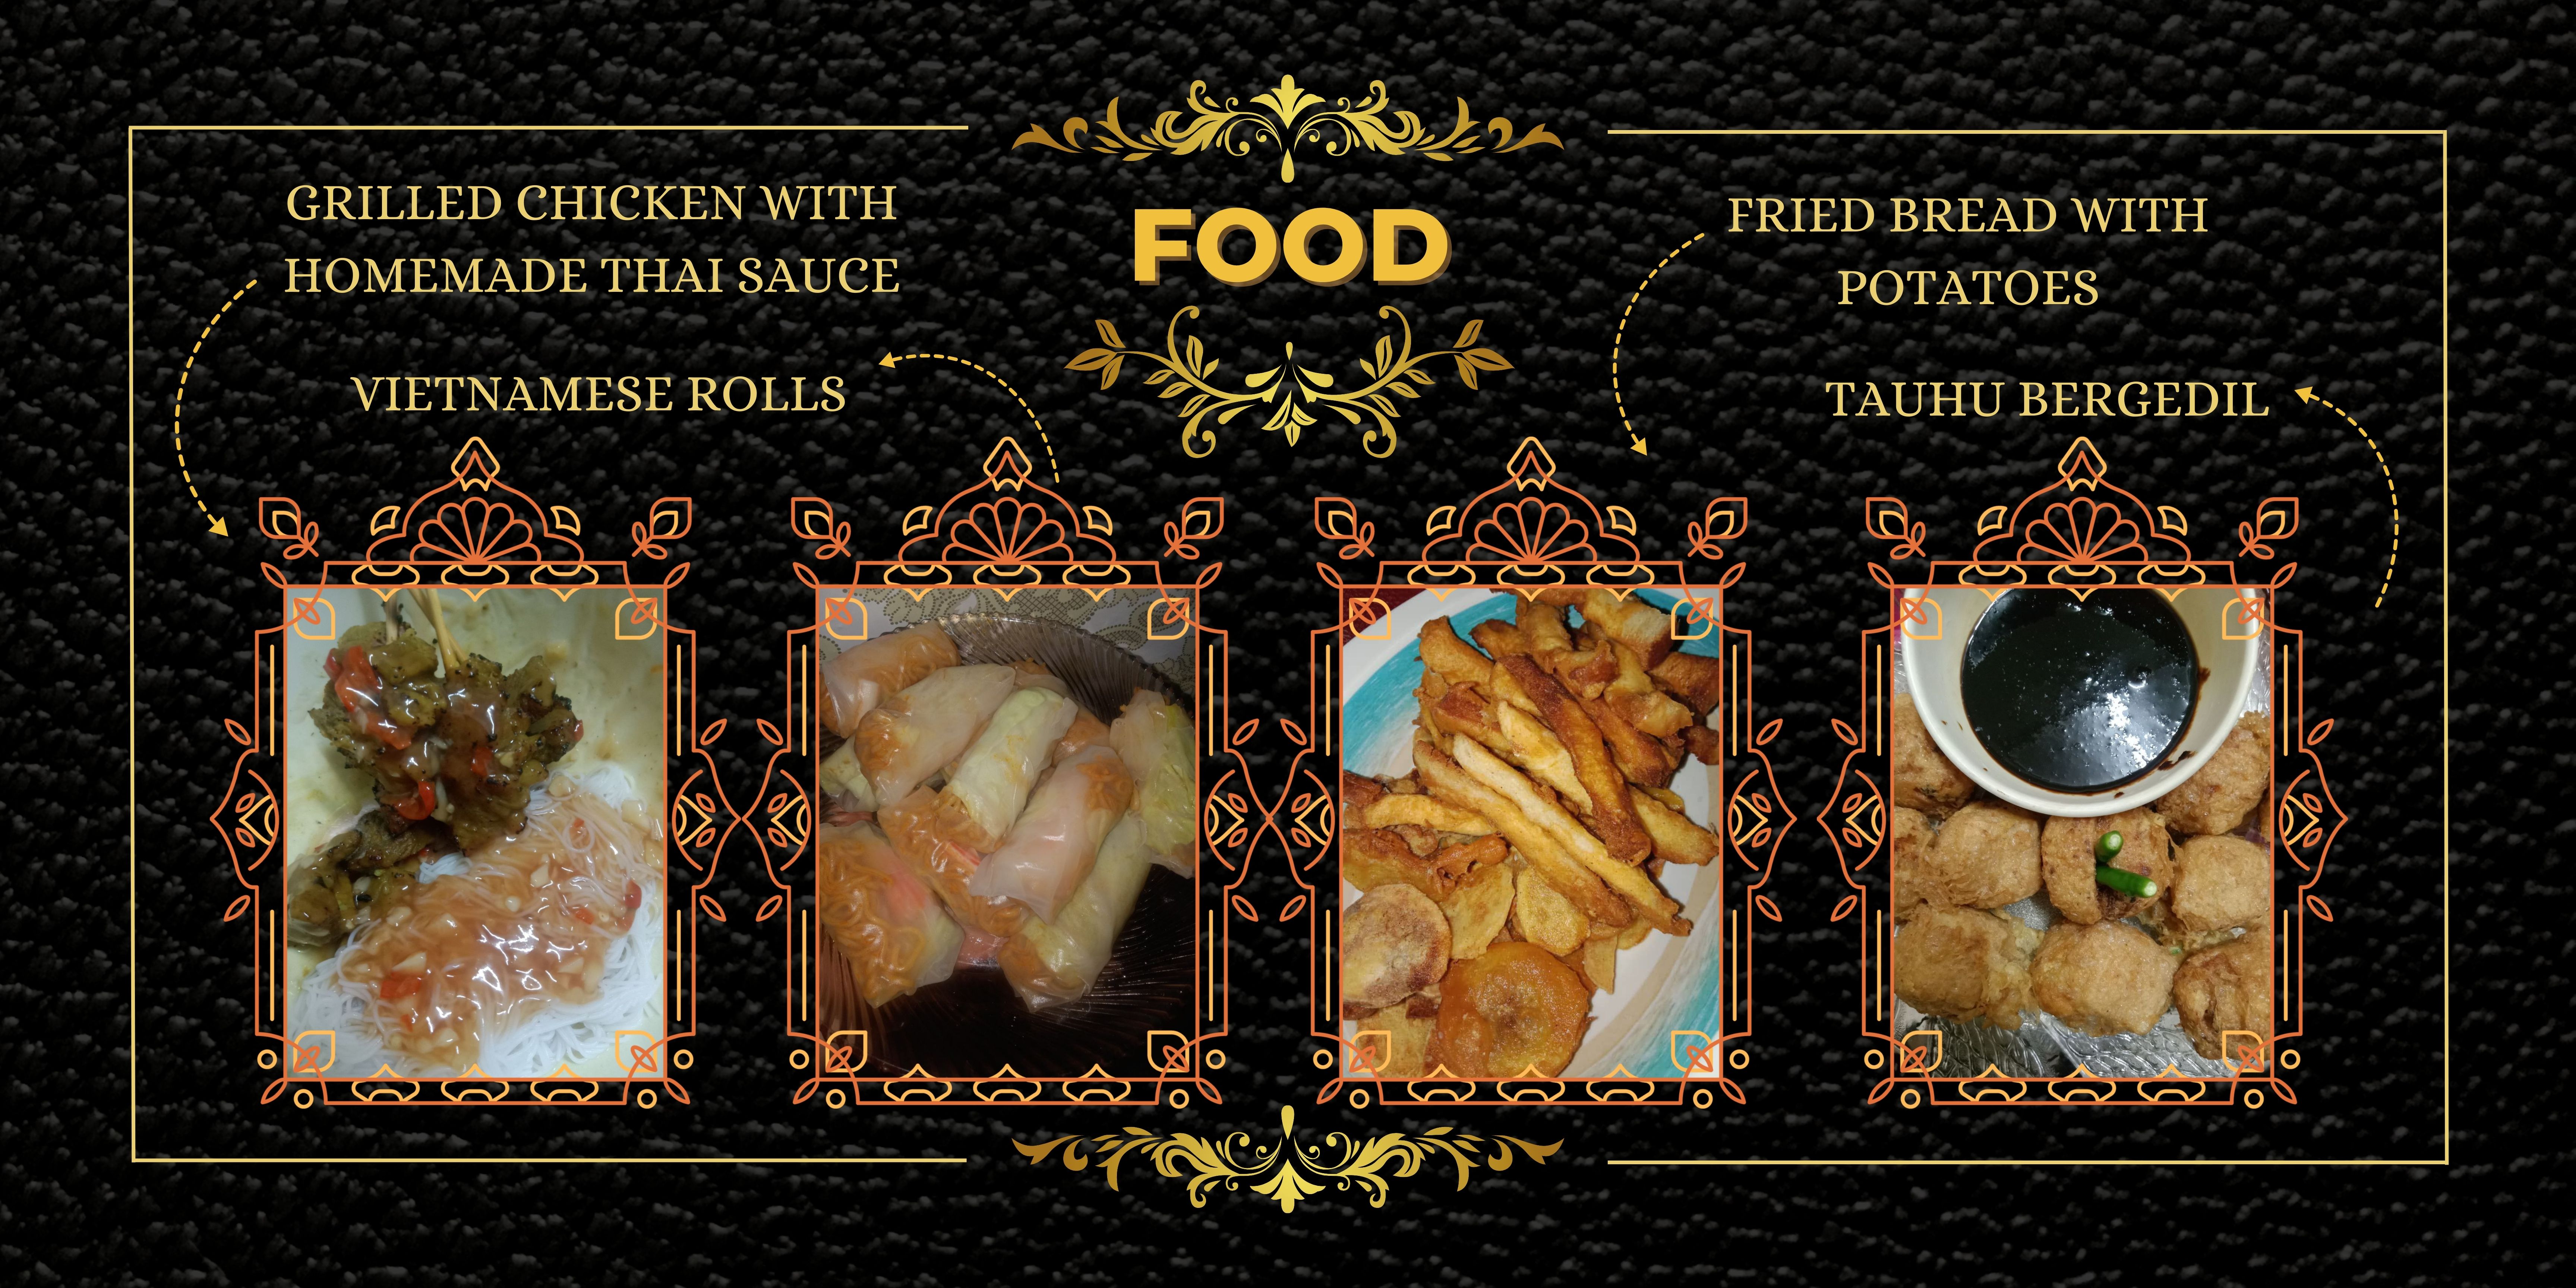 FOOD
GRILLED CHICKEN WITH
HOMEMADE THAI SAUCE
VIETNAMESE ROLLS
FRIED BREAD WITH
POTATOES
TAUHU BERGEDIL